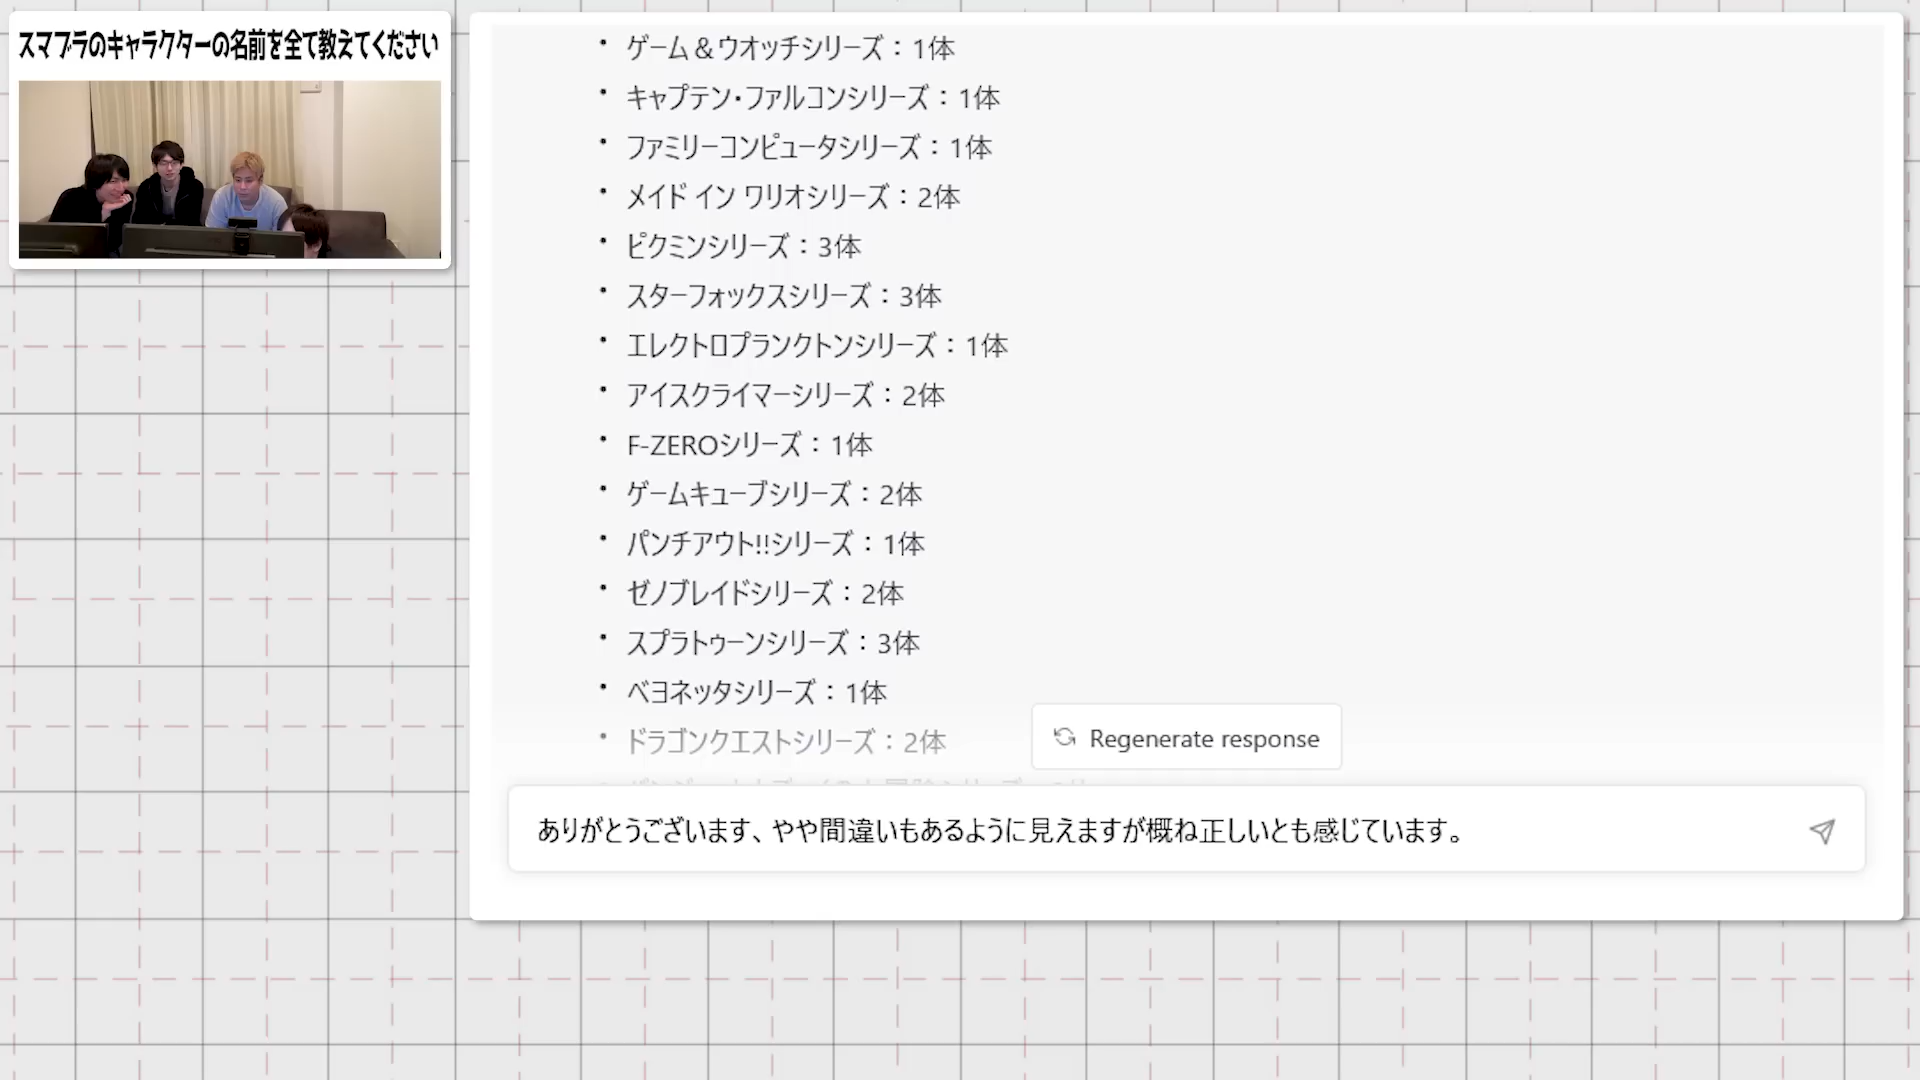 スマブラのキャラクターの名前を全て教えてください
・ゲーム＆ウオッチシリーズ：1体
・キャプテン・ファルコンシリーズ：1体
・ファミリーコンピュータシリーズ：1体
・メイド イン ワリオシリーズ：2体
・ピクミンシリーズ：3体
・スターフォックスシリーズ：3体
・エレクトロプランクトンシリーズ：1体
・アイスクライマーシリーズ：2体
・F-ZEROシリーズ：1体
・ゲームキューブシリーズ：2体
・パンチアウト!!シリーズ：1体
・ゼノブレイドシリーズ：2体
・スプラトゥーンシリーズ：3体
・ベヨネッタシリーズ：1体
・ドラゴンクエストシリーズ：2体
Regenerate response
ありがとうございます、やや間違いもあるように見えますが概ね正しいとも感じています。